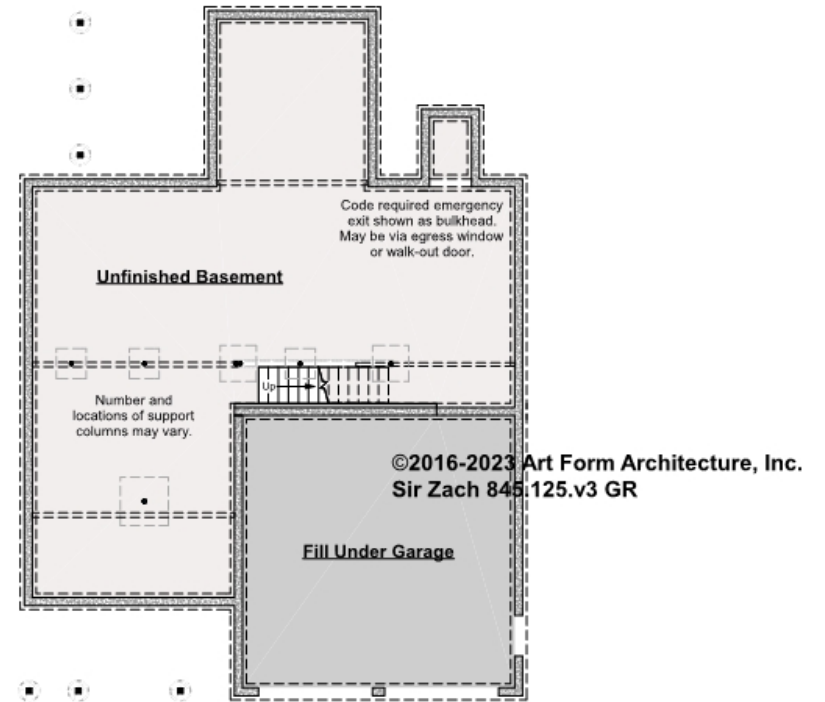 Code required emergency
exit shown as bulkhead.
May be via egress window
or walk-out door.
Unfinished Basement
Up
Number and
locations of support
columns may vary.
©2016-2023 Art Form Architecture, Inc.
Sir Zach 845.125.v3 GR
Fill Under Garage